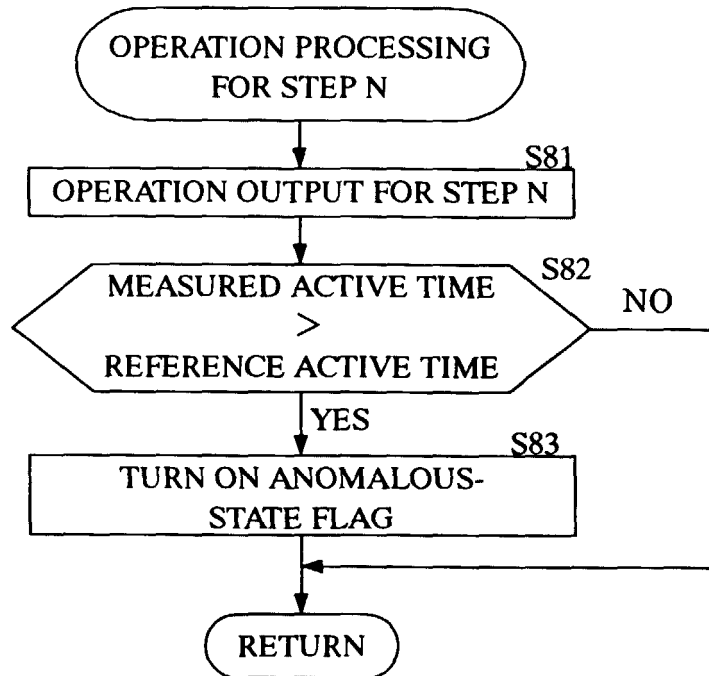 OPERATION PROCESSING
FOR STEP N
S81
OPERATION OUTPUT FOR STEP N
S82
MEASURED ACTIVE TIME
>
REFERENCE ACTIVE TIME
NO
YES
S83
TURN ON ANOMALOUS-
STATE FLAG
RETURN